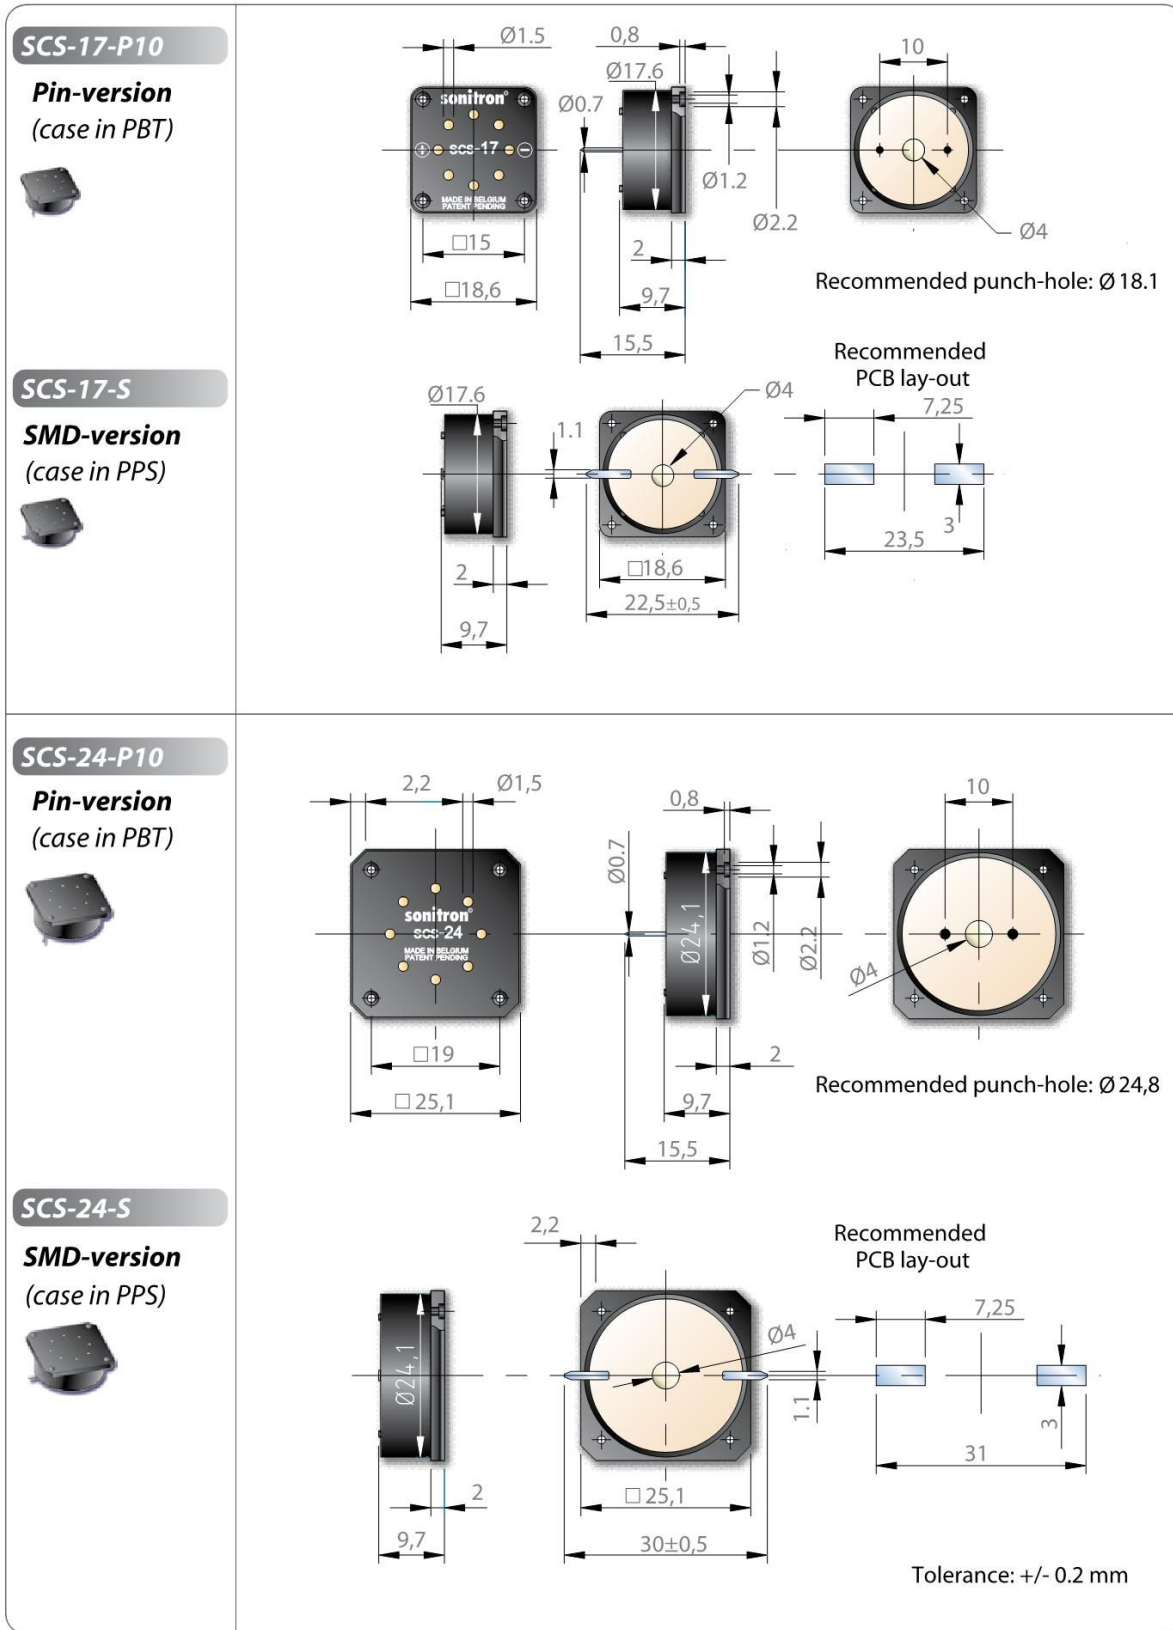 SCS-17-P10
Pin-version
(case in PBT)
Ø1.5
0,8
10
Ø17.6
Ø0.7
sonitron®
scs-17
MADE IN BELGIUM
PATENT PENDING
Ø1.2
Ø2.2
Ø4
□15
2
□18,6
9,7
Recommended punch-hole: Ø 18.1
15,5
SCS-17-S
SMD-version
(case in PPS)
Ø17.6
1.1
Ø4
Recommended
PCB lay-out
7,25
3
23,5
2
□18,6
22,5±0,5
9,7
SCS-24-P10
Pin-version
(case in PBT)
2,2
Ø1,5
0,8
10
Ø0.7
sonitron®
scs-24
MADE IN BELGIUM
PATENT PENDING
Ø24,1
Ø1.2
Ø2.2
Ø4
□19
2
□ 25,1
9,7
Recommended punch-hole: Ø 24,8
15,5
SCS-24-S
SMD-version
(case in PPS)
2,2
Recommended
PCB lay-out
7,25
Ø24,1
Ø4
1.1
3
31
2
□ 25,1
9,7
30±0,5
Tolerance: +/- 0.2 mm